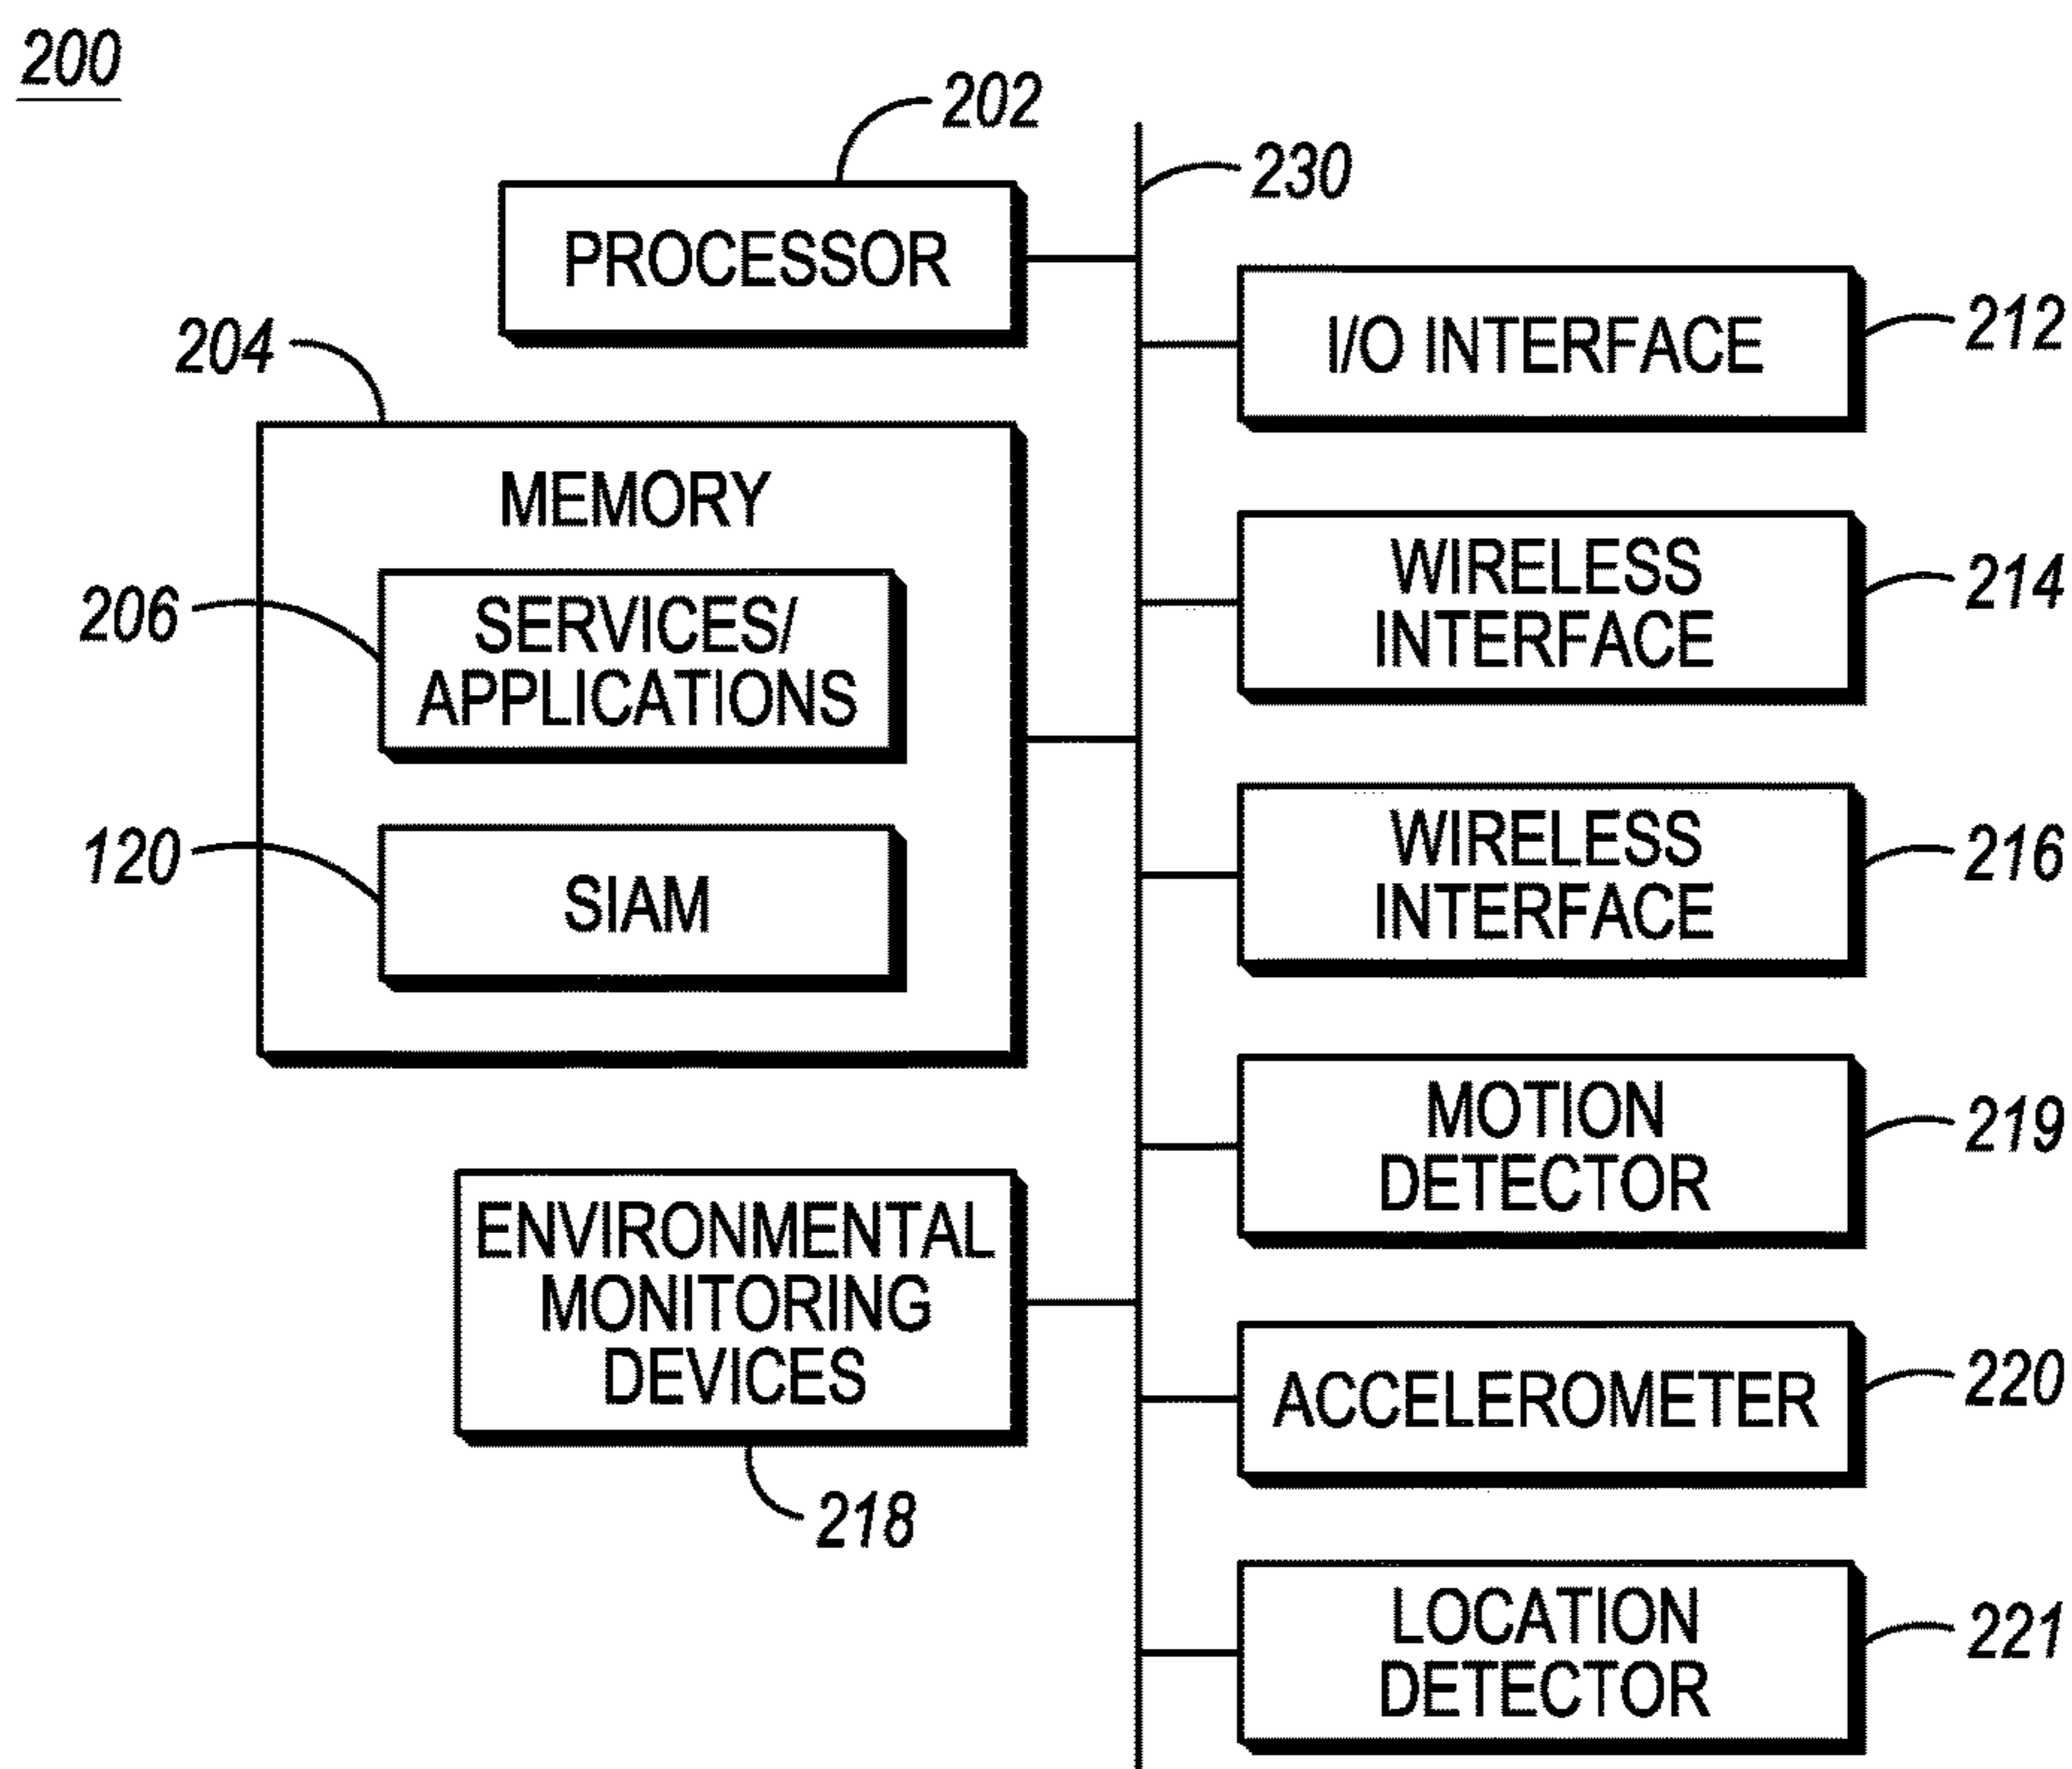 200
202
PROCESSOR
230
204
I/O INTERFACE
212
MEMORY
206
SERVICES/
APPLICATIONS
WIRELESS
INTERFACE
214
120
SIAM
WIRELESS
INTERFACE
216
MOTION
DETECTOR
219
ENVIRONMENTAL
MONITORING
DEVICES
218
ACCELEROMETER
220
LOCATION
DETECTOR
221